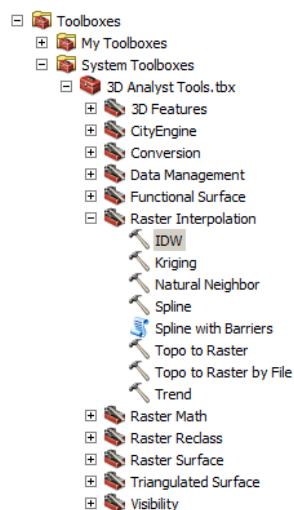 Toolboxes
My Toolboxes
System Toolboxes
3D Analyst Tools.tbx
3D Features
CityEngine
Conversion
Data Management
Functional Surface
Raster Interpolation
IDW
Kriging
Natural Neighbor
Spline
Spline with Barriers
Topo to Raster
Topo to Raster by File
Trend
Raster Math
Raster Reclass
Raster Surface
Triangulated Surface
Visibility